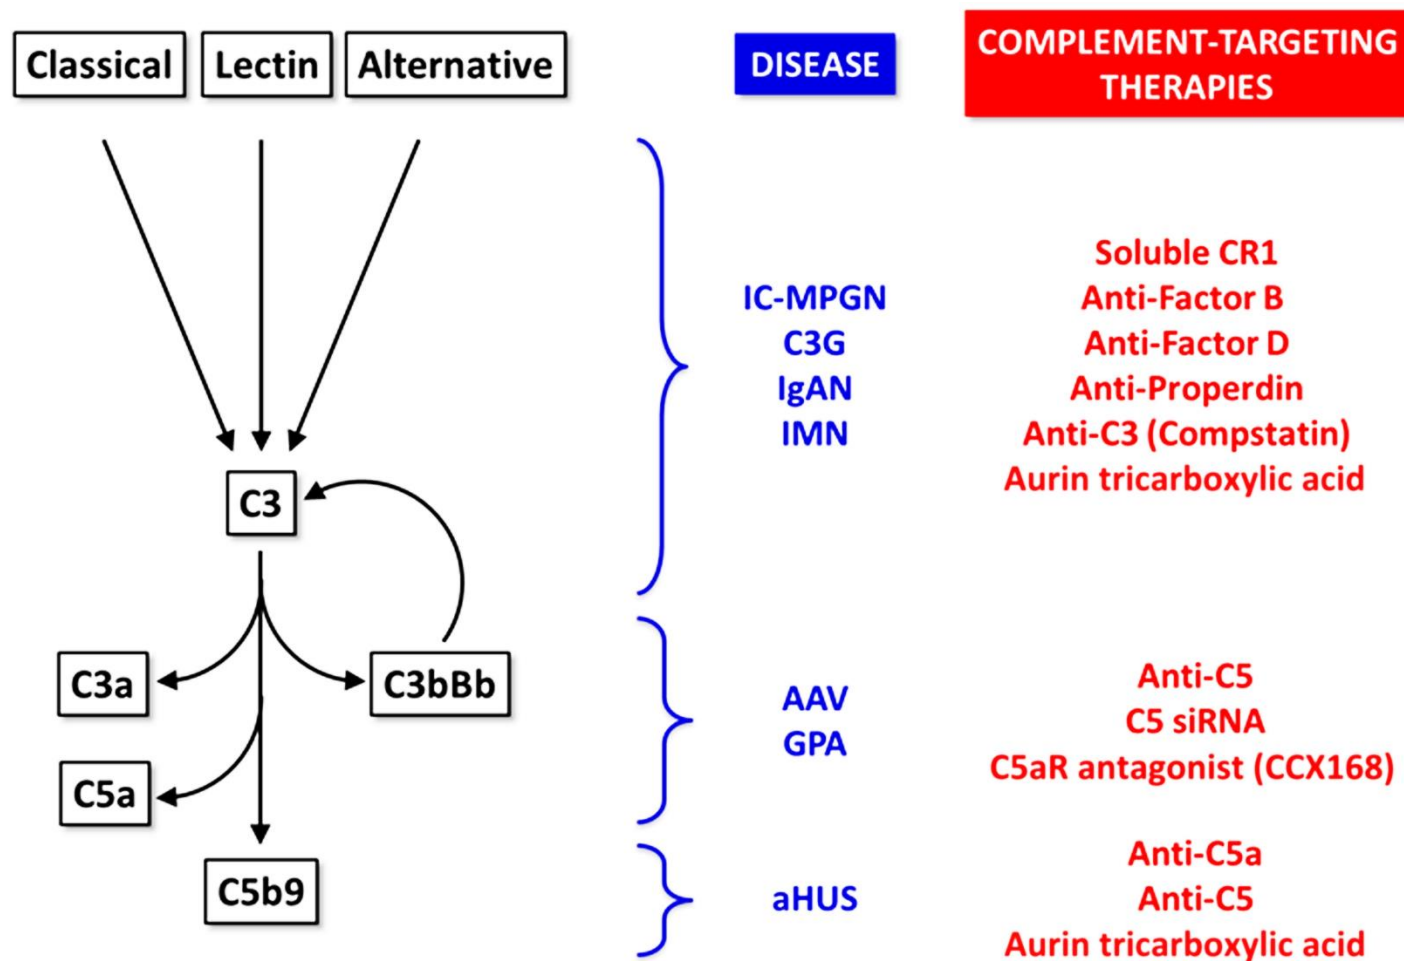 Classical
Lectin
Alternative
DISEASE
COMPLEMENT-TARGETING
THERAPIES
C3
C3a
C3bBb
C5a
C5b9
IC-MPGN
C3G
IgAN
IMN
Soluble CR1
Anti-Factor B
Anti-Factor D
Anti-Properdin
Anti-C3 (Compstatin)
Aurin tricarboxylic acid
AAV
GPA
Anti-C5
C5 siRNA
C5aR antagonist (CCX168)
aHUS
Anti-C5a
Anti-C5
Aurin tricarboxylic acid